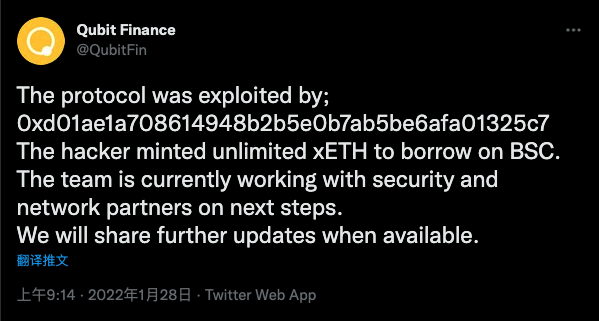 Qubit Finance
@QubitFin
The protocol was exploited by;
0xd01ae1a708614948b2b5e0b7ab5be6afa01325c7
The hacker minted unlimited xETH to borrow on BSC.
The team is currently working with security and
network partners on next steps.
We will share further updates when available.
翻译推文
上午9:14 · 2022年1月28日 · Twitter Web App